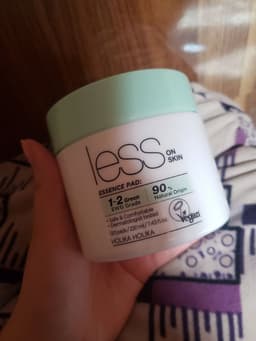 less
ON
SKIN
ESSENCE PAD:
1-2 Green
EWG Grade
90%
Natural Origin
• Safe & Comfortable
• Dermatologist tested
HOLIKA HOLIKA
Vegan